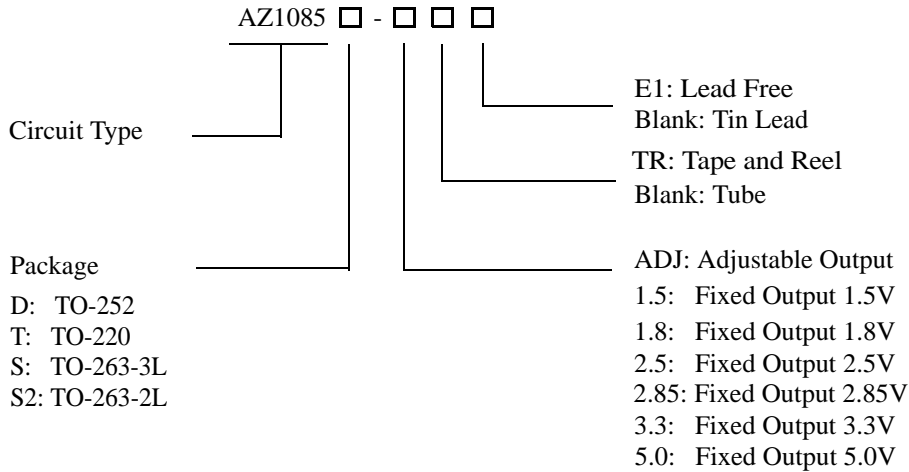 AZ1085 □ - □ □ □
Circuit Type
Package
D: TO-252
T: TO-220
S: TO-263-3L
S2: TO-263-2L
E1: Lead Free
Blank: Tin Lead
TR: Tape and Reel
Blank: Tube
ADJ: Adjustable Output
1.5: Fixed Output 1.5V
1.8: Fixed Output 1.8V
2.5: Fixed Output 2.5V
2.85: Fixed Output 2.85V
3.3: Fixed Output 3.3V
5.0: Fixed Output 5.0V